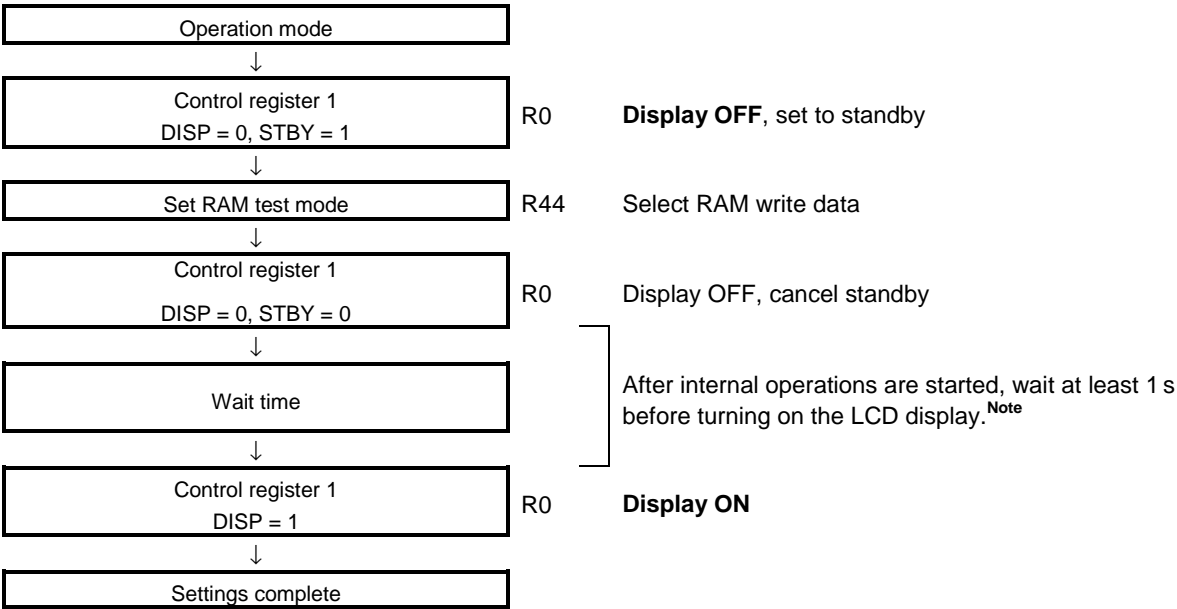 Operation mode
↓
Control register 1
DISP = 0, STBY = 1
R0 Display OFF, set to standby
↓
Set RAM test mode R44 Select RAM write data
↓
Control register 1
DISP = 0, STBY = 0
R0 Display OFF, cancel standby
↓
Wait time
After internal operations are started, wait at least 1 s
before turning on the LCD display.Note
↓
Control register 1
DISP = 1
R0 Display ON
↓
Settings complete